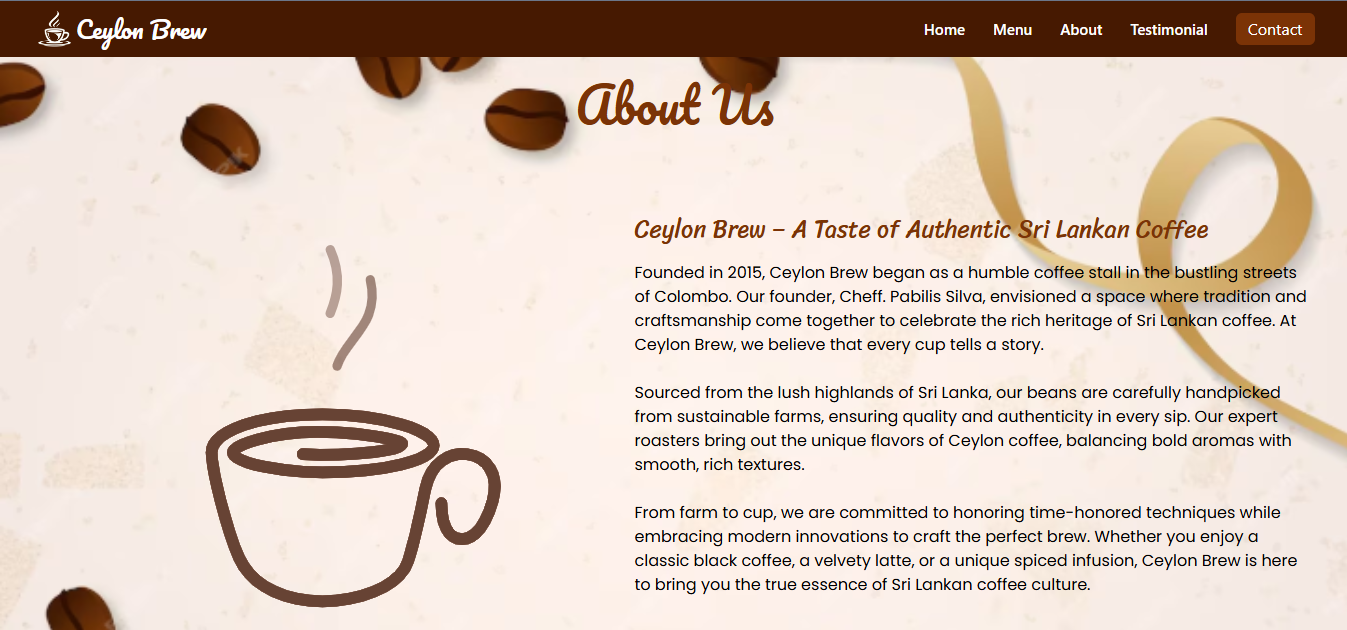 Ceylon Brew
Home Menu About Testimonial Contact
About Us
Ceylon Brew – A Taste of Authentic Sri Lankan Coffee
Founded in 2015, Ceylon Brew began as a humble coffee stall in the bustling streets
of Colombo. Our founder, Cheff. Pabilis Silva, envisioned a space where tradition and
craftsmanship come together to celebrate the rich heritage of Sri Lankan coffee. At
Ceylon Brew, we believe that every cup tells a story.
Sourced from the lush highlands of Sri Lanka, our beans are carefully handpicked
from sustainable farms, ensuring quality and authenticity in every sip. Our expert
roasters bring out the unique flavors of Ceylon coffee, balancing bold aromas with
smooth, rich textures.
From farm to cup, we are committed to honoring time-honored techniques while
embracing modern innovations to craft the perfect brew. Whether you enjoy a
classic black coffee, a velvety latte, or a unique spiced infusion, Ceylon Brew is here
to bring you the true essence of Sri Lankan coffee culture.